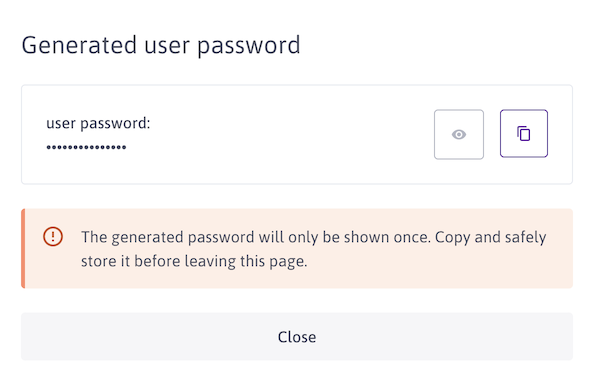 Generated user password
user password:
•••••••••••••••
The generated password will only be shown once. Copy and safely
store it before leaving this page.
Close